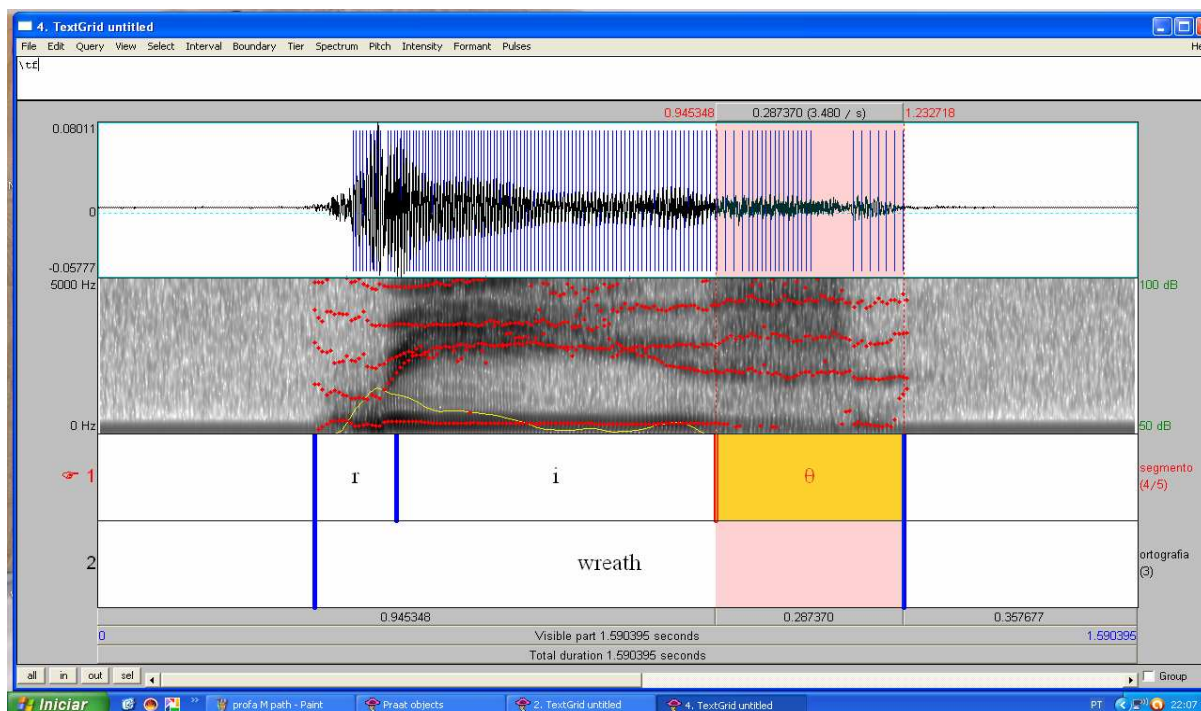 4. TextGrid untitled
File Edit Query View Select Interval Boundary Tier Spectrum Pitch Intensity Formant Pulses He
\tf
0.945348 0.287370 (3.480 / s) 1.232718
0.08011
0
-0.05777
5000 Hz 100 dB
0 Hz 50 dB
1 r i θ segmento
(4/5)
2 wreath ortografia
(3)
0.945348 0.287370 0.357677
0 Visible part 1.590395 seconds 1.590395
Total duration 1.590395 seconds
all in out sel Group
Iniciar profa M path - Paint Praat objects 2. TextGrid untitled 4. TextGrid untitled PT 22:07